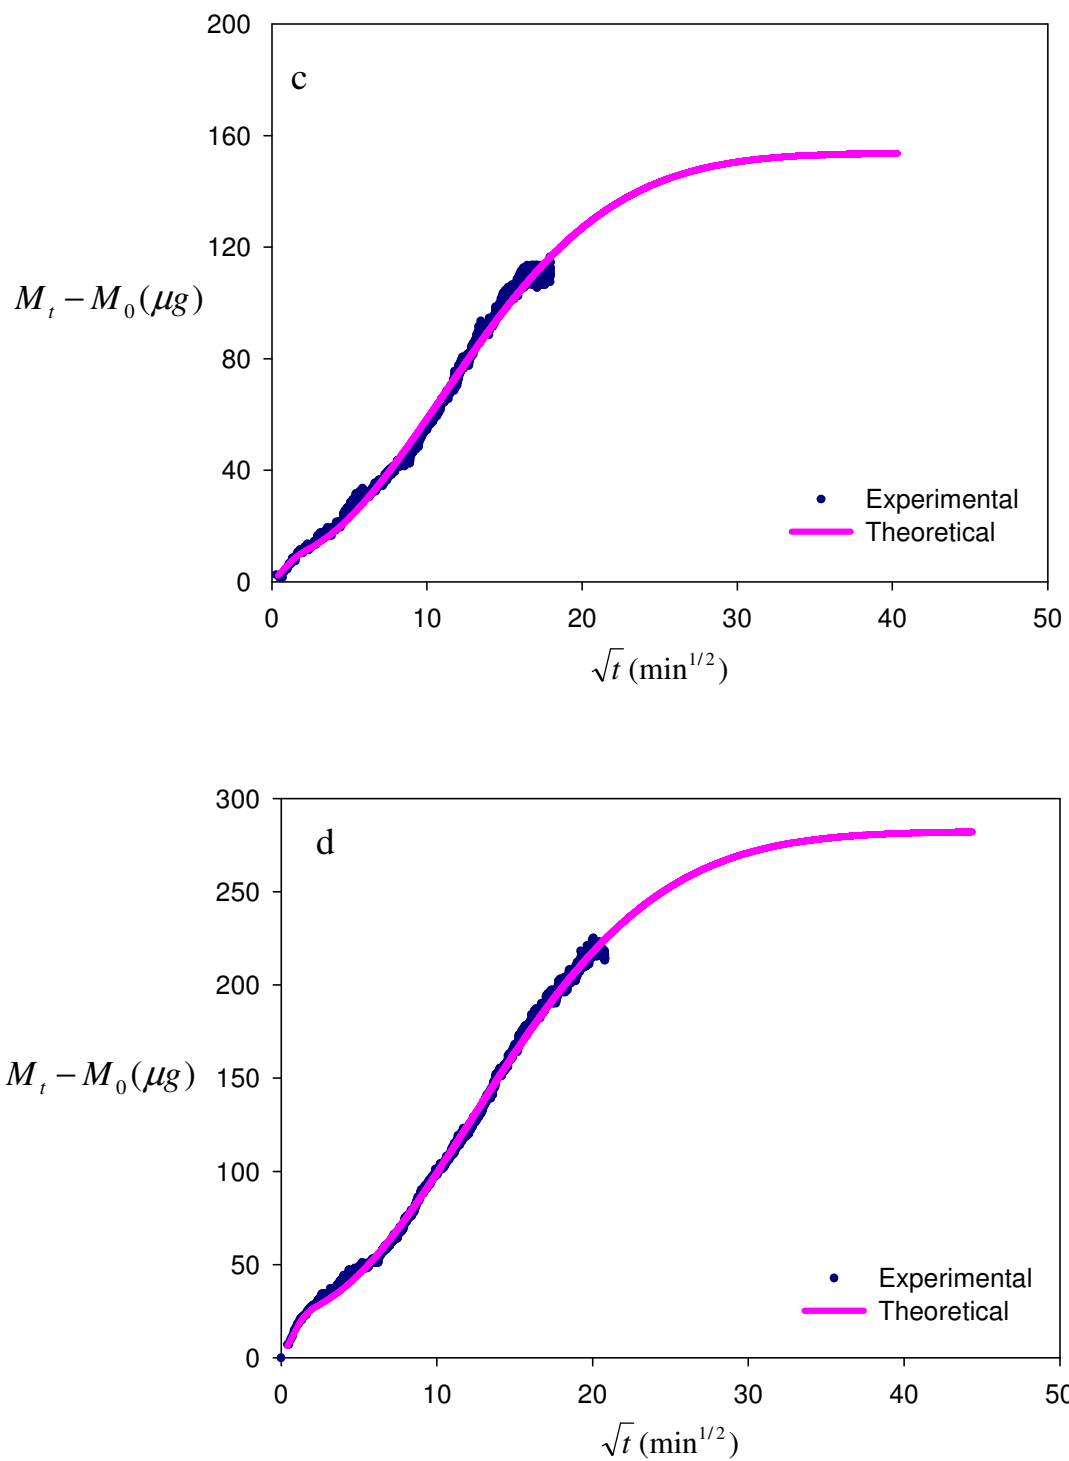 200
c
160
120
M_t − M_0(μg)
80
40
Experimental
Theoretical
0
0 10 20 30 40 50
√t (min^{1/2})
300
d
250
200
150
M_t − M_0(μg)
100
50
Experimental
Theoretical
0
0 10 20 30 40 50
√t (min^{1/2})